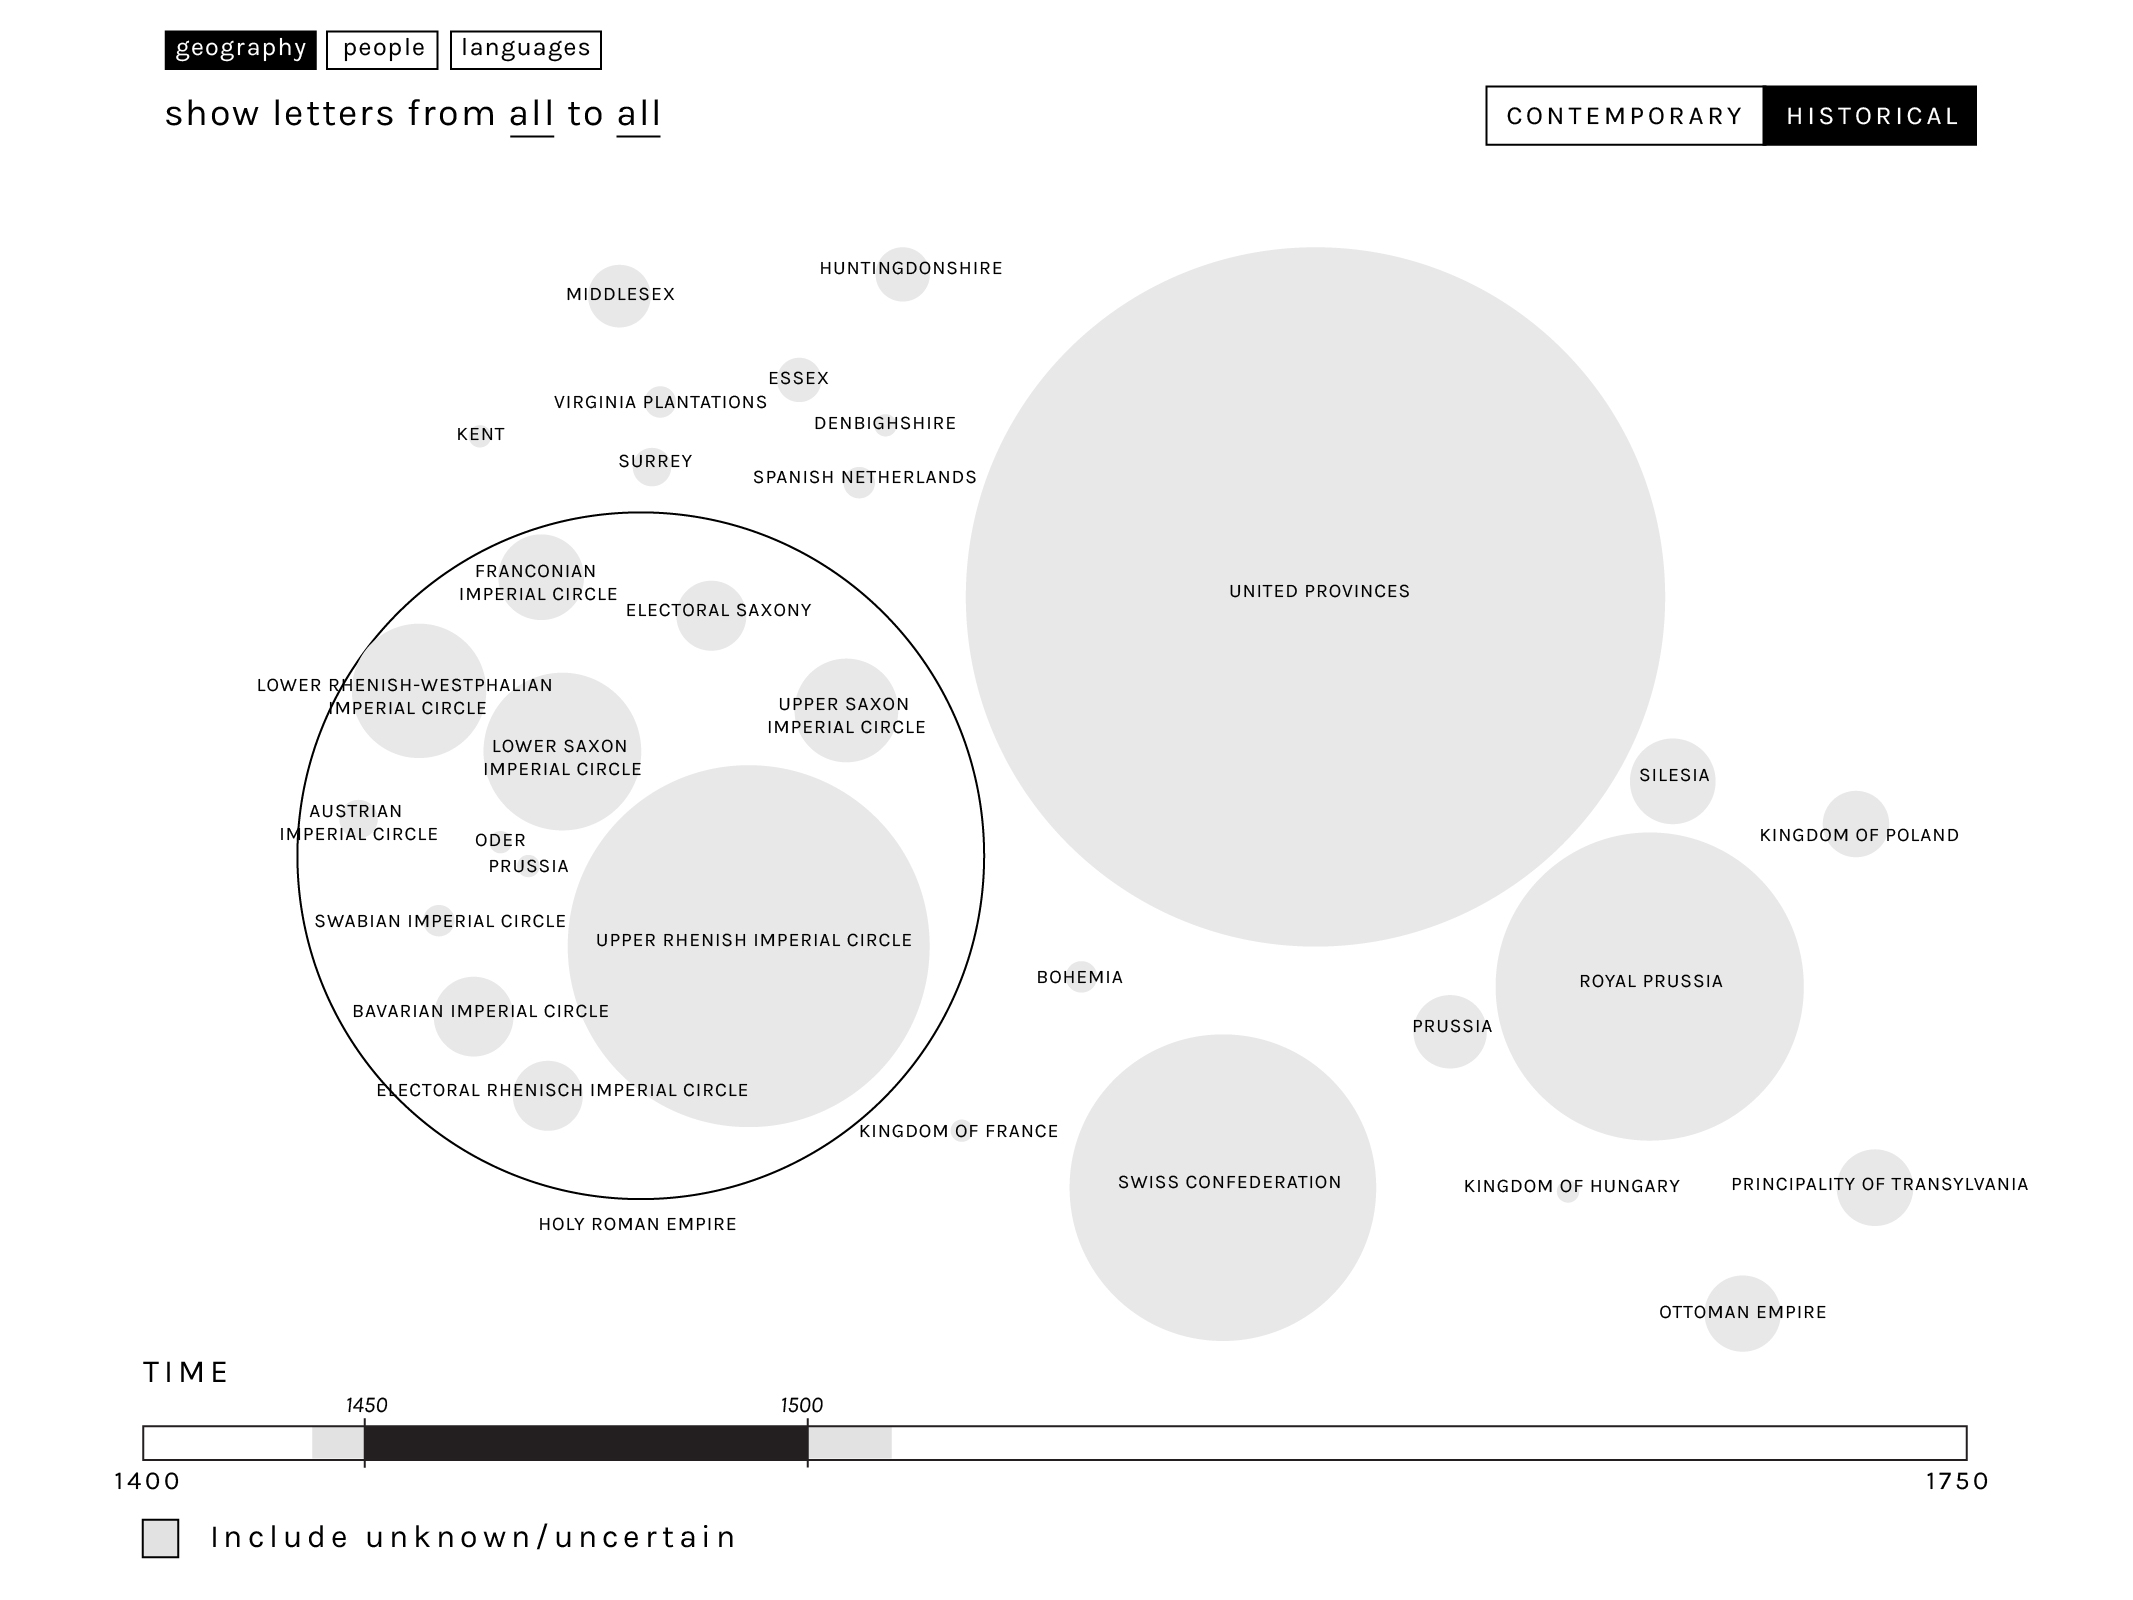 geography people languages
show letters from all to all
CONTEMPORARY HISTORICAL
HUNTINGDONSHIRE
MIDDLESEX
ESSEX
VIRGINIA PLANTATIONS
DENBIGHSHIRE
KENT
SURREY
SPANISH NETHERLANDS
FRANCONIAN
IMPERIAL CIRCLE
ELECTORAL SAXONY
UNITED PROVINCES
LOWER RHENISH-WESTPHALIAN
IMPERIAL CIRCLE
UPPER SAXON
IMPERIAL CIRCLE
LOWER SAXON
IMPERIAL CIRCLE
SILESIA
AUSTRIAN
IMPERIAL CIRCLE
KINGDOM OF POLAND
ODER
PRUSSIA
SWABIAN IMPERIAL CIRCLE
UPPER RHENISH IMPERIAL CIRCLE
BOHEMIA
ROYAL PRUSSIA
BAVARIAN IMPERIAL CIRCLE
PRUSSIA
ELECTORAL RHENISCH IMPERIAL CIRCLE
KINGDOM OF FRANCE
SWISS CONFEDERATION
KINGDOM OF HUNGARY
PRINCIPALITY OF TRANSYLVANIA
HOLY ROMAN EMPIRE
OTTOMAN EMPIRE
TIME
1450 1500
1400 1750
Include unknown/uncertain